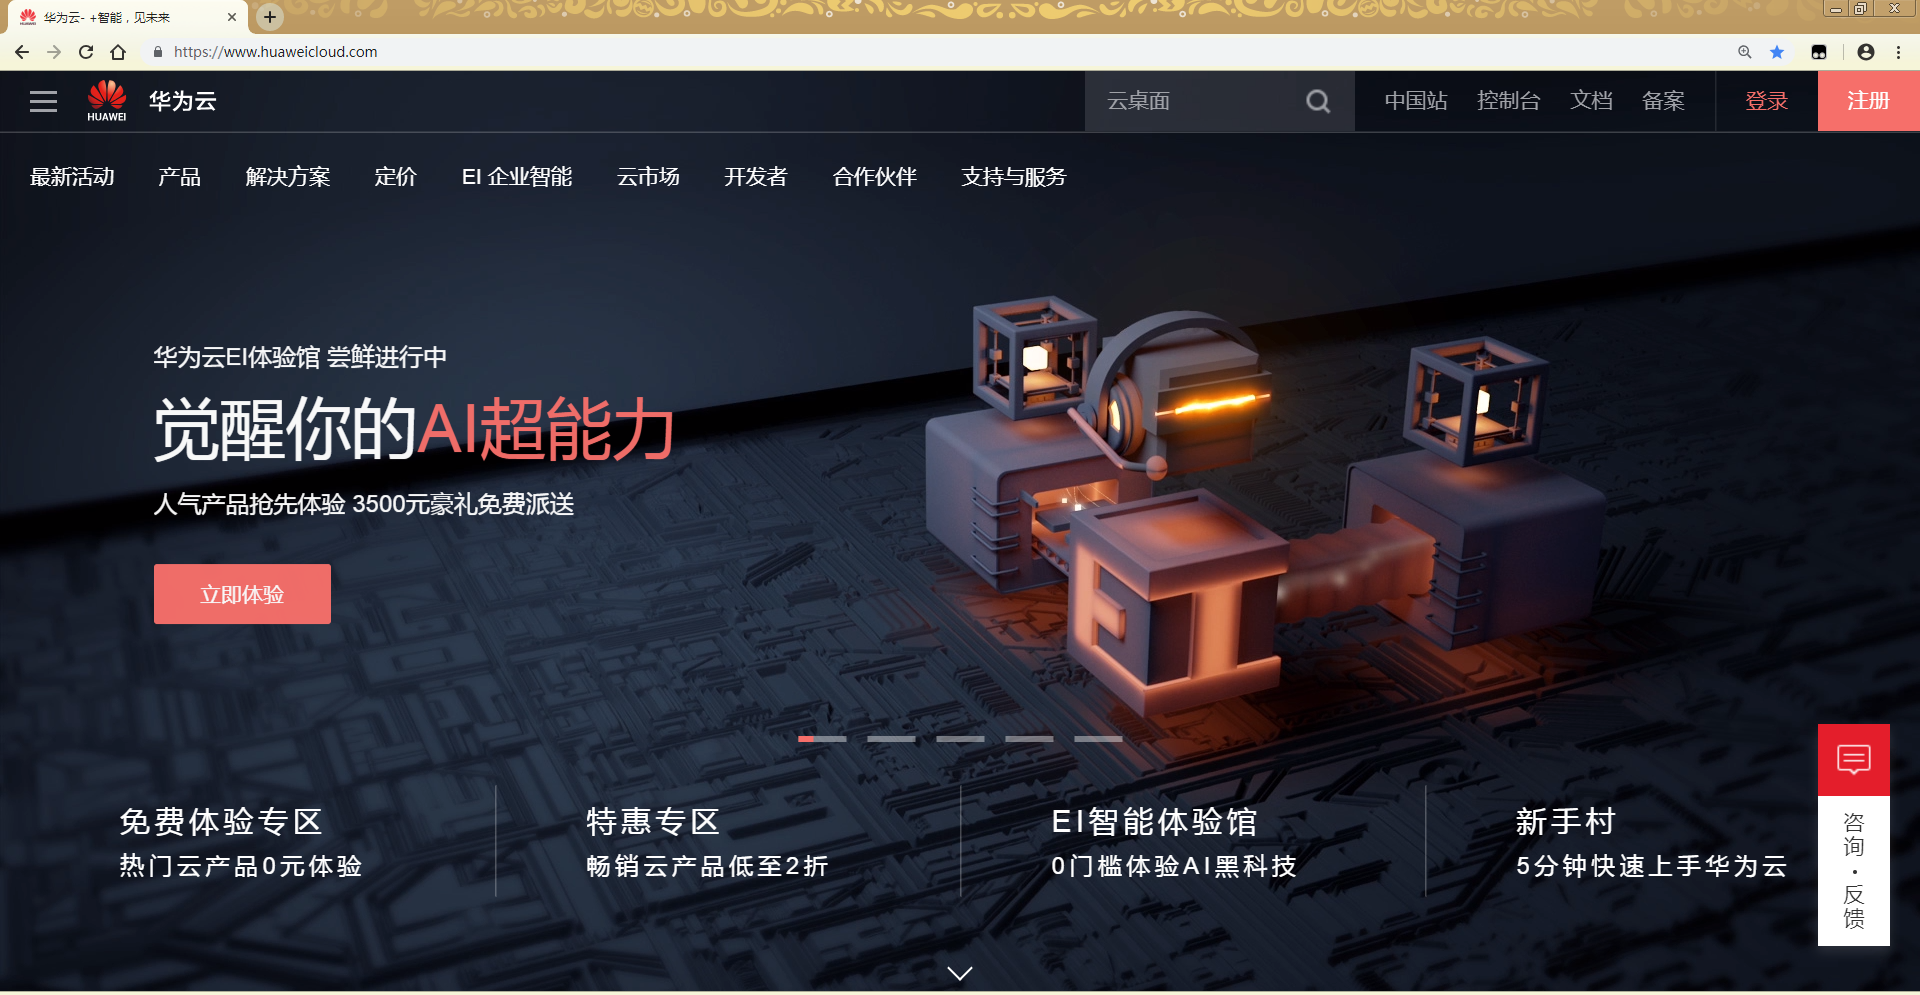 华为云- +智能，见未来
https://www.huaweicloud.com
HUAWEI
华为云
云桌面
中国站 控制台 文档 备案 登录 注册
最新活动 产品 解决方案 定价 EI 企业智能 云市场 开发者 合作伙伴 支持与服务
华为云EI体验馆 尝鲜进行中
觉醒你的AI超能力
人气产品抢先体验 3500元豪礼免费派送
立即体验
EI
免费体验专区
热门云产品0元体验
特惠专区
畅销云产品低至2折
EI智能体验馆
0门槛体验AI黑科技
新手村
5分钟快速上手华为云
咨询·反馈